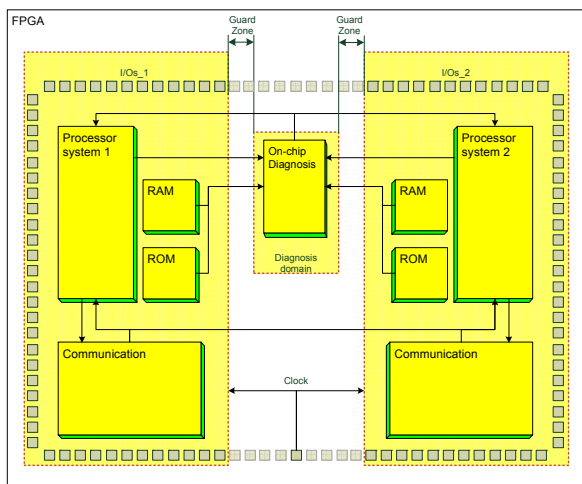 FPGA
Guard
Zone
Guard
Zone
I/Os_1
I/Os_2
Processor
system 1
On-chip
Diagnosis
Processor
system 2
RAM
RAM
ROM
ROM
Diagnosis
domain
Communication
Communication
Clock